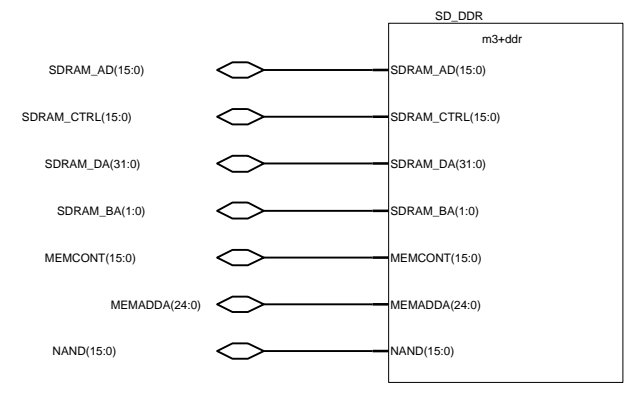 SD_DDR
m3+ddr
SDRAM_AD(15:0) SDRAM_AD(15:0)
SDRAM_CTRL(15:0) SDRAM_CTRL(15:0)
SDRAM_DA(31:0) SDRAM_DA(31:0)
SDRAM_BA(1:0) SDRAM_BA(1:0)
MEMCONT(15:0) MEMCONT(15:0)
MEMADDA(24:0) MEMADDA(24:0)
NAND(15:0) NAND(15:0)